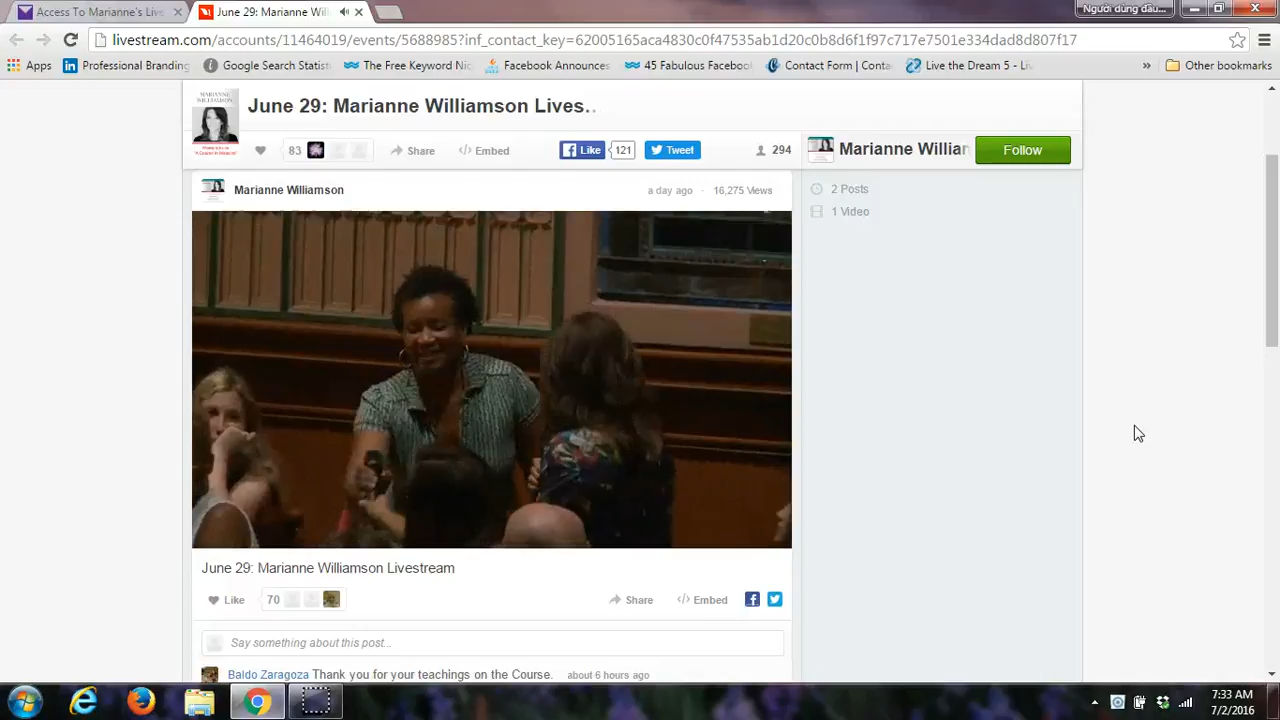 Access To Marianne's Live
June 29: Marianne Will
Người dùng đầu...
livestream.com/accounts/11464019/events/5688985?inf_contact_key=62005165aca4830c0f47535ab1d20c0b8d6f1f97c717e7501e334dad8d807f17
Apps Professional Branding Google Search Statist The Free Keyword Nic Facebook Announces 45 Fabulous Facebook Contact Form | Conta Live the Dream 5 - Liv » Other bookmarks
MARIANNE WILLIAMSON
June 29: Marianne Williamson Lives..
83 Share Embed Like 121 Tweet 294 Marianne Willian Follow
Marianne Williamson a day ago · 16,275 Views
2 Posts
1 Video
June 29: Marianne Williamson Livestream
Like 70 Share Embed
Say something about this post...
Baldo Zaragoza Thank you for your teachings on the Course. about 6 hours ago
7:33 AM
7/2/2016